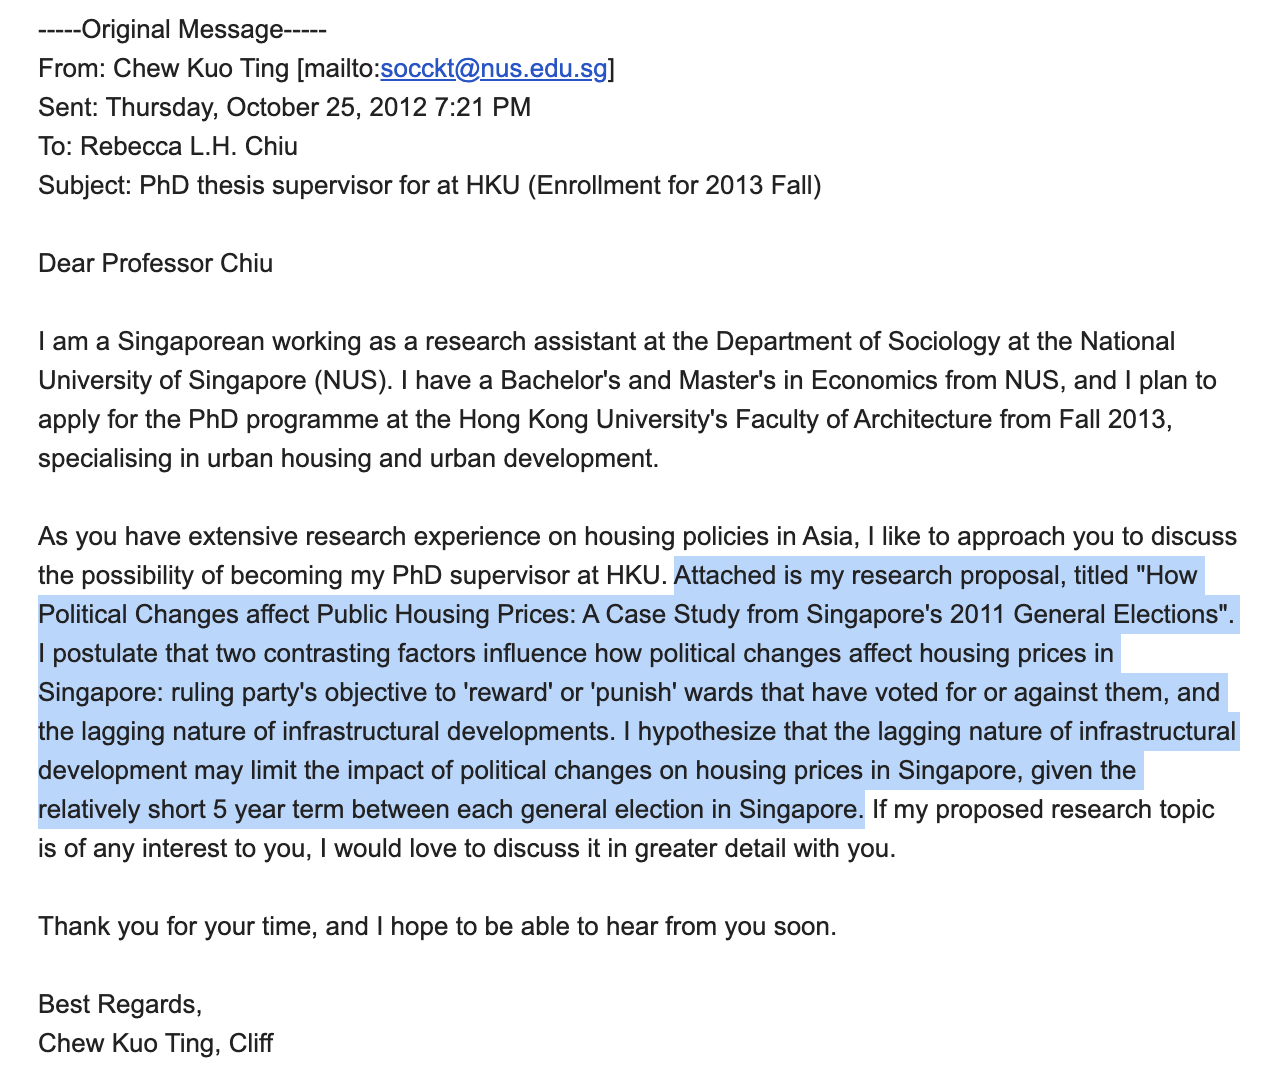 -----Original Message-----
From: Chew Kuo Ting [mailto:socckt@nus.edu.sg]
Sent: Thursday, October 25, 2012 7:21 PM
To: Rebecca L.H. Chiu
Subject: PhD thesis supervisor for at HKU (Enrollment for 2013 Fall)
Dear Professor Chiu
I am a Singaporean working as a research assistant at the Department of Sociology at the National
University of Singapore (NUS). I have a Bachelor's and Master's in Economics from NUS, and I plan to
apply for the PhD programme at the Hong Kong University's Faculty of Architecture from Fall 2013,
specialising in urban housing and urban development.
As you have extensive research experience on housing policies in Asia, I like to approach you to discuss
the possibility of becoming my PhD supervisor at HKU. Attached is my research proposal, titled "How
Political Changes affect Public Housing Prices: A Case Study from Singapore's 2011 General Elections".
I postulate that two contrasting factors influence how political changes affect housing prices in
Singapore: ruling party's objective to 'reward' or 'punish' wards that have voted for or against them, and
the lagging nature of infrastructural developments. I hypothesize that the lagging nature of infrastructural
development may limit the impact of political changes on housing prices in Singapore, given the
relatively short 5 year term between each general election in Singapore. If my proposed research topic
is of any interest to you, I would love to discuss it in greater detail with you.
Thank you for your time, and I hope to be able to hear from you soon.
Best Regards,
Chew Kuo Ting, Cliff